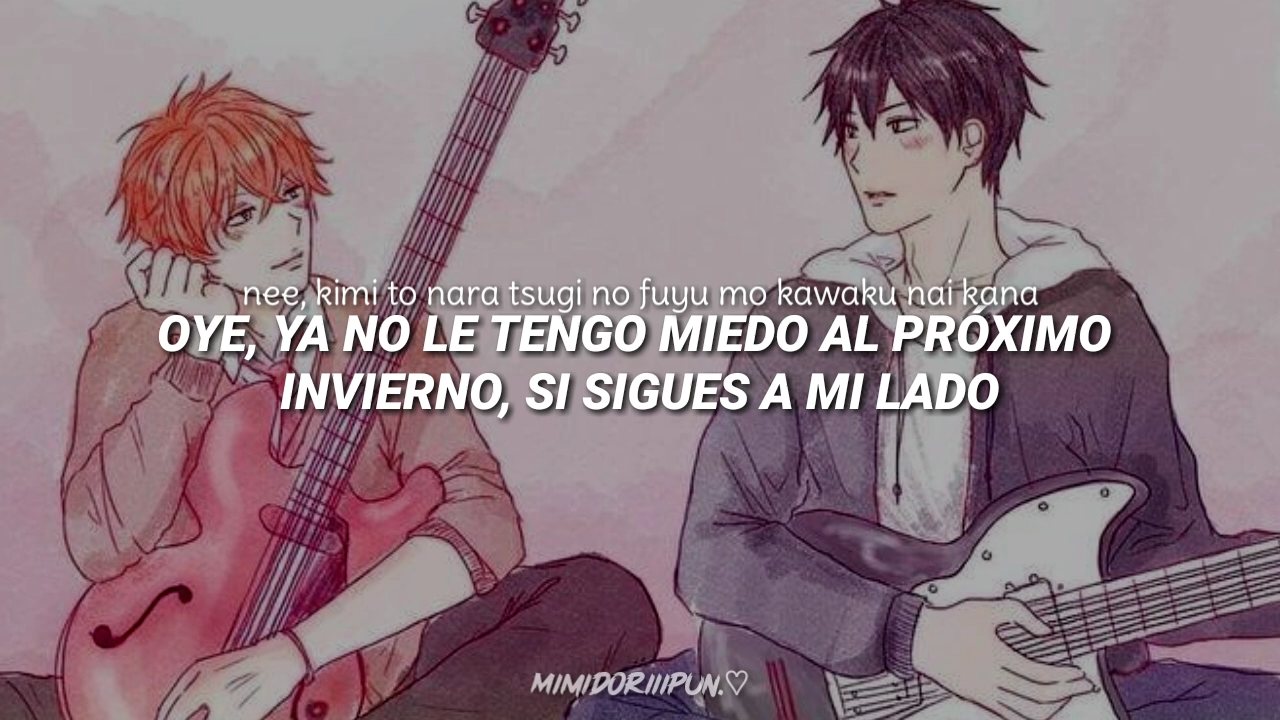 nee, kimi to nara tsugi no fuyu mo kawaku nai kana
OYE, YA NO LE TENGO MIEDO AL PRÓXIMO
INVIERNO, SI SIGUES A MI LADO
MIMIDORIIIPUN.♡